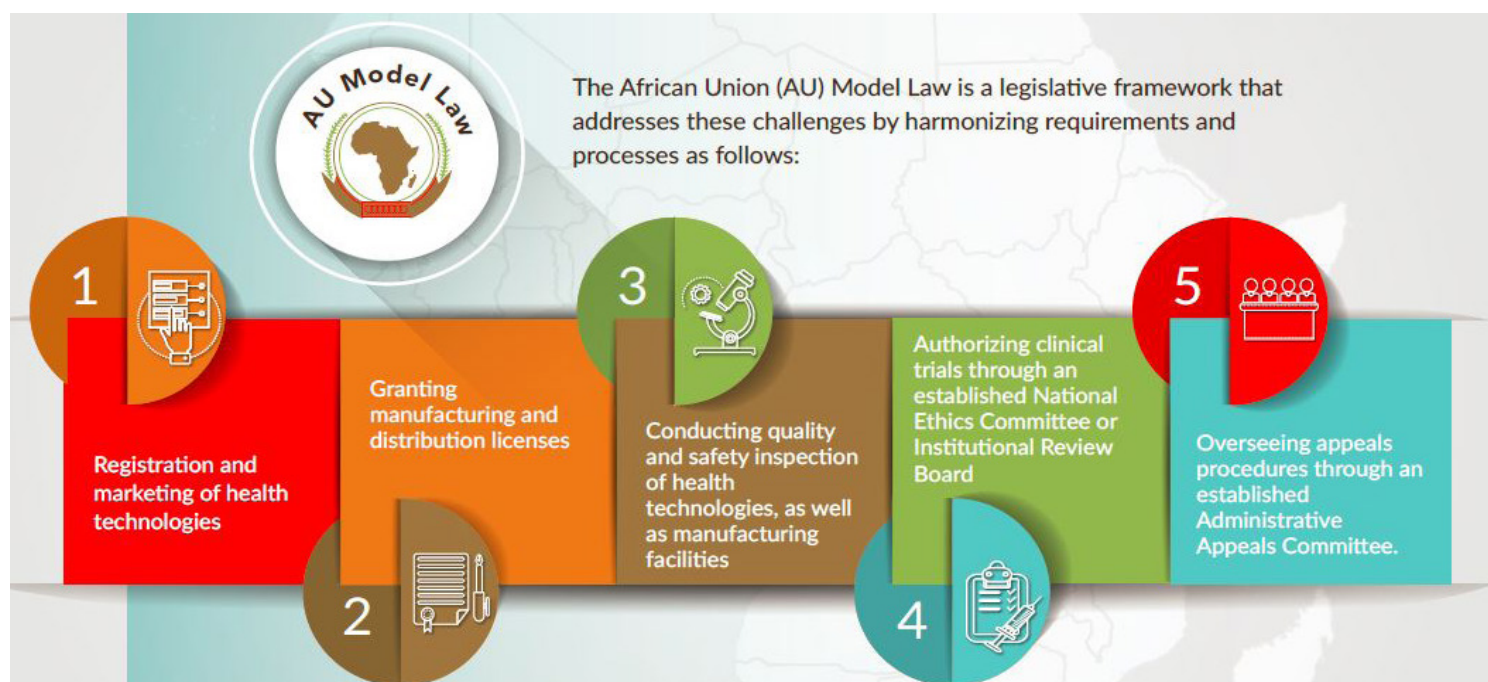 AU Model Law
The African Union (AU) Model Law is a legislative framework that
addresses these challenges by harmonizing requirements and
processes as follows:
1
Registration and
marketing of health
technologies
2
Granting
manufacturing and
distribution licenses
3
Conducting quality
and safety inspection
of health
technologies, as well
as manufacturing
facilities
4
Authorizing clinical
trials through an
established National
Ethics Committee or
Institutional Review
Board
5
Overseeing appeals
procedures through an
established
Administrative
Appeals Committee.